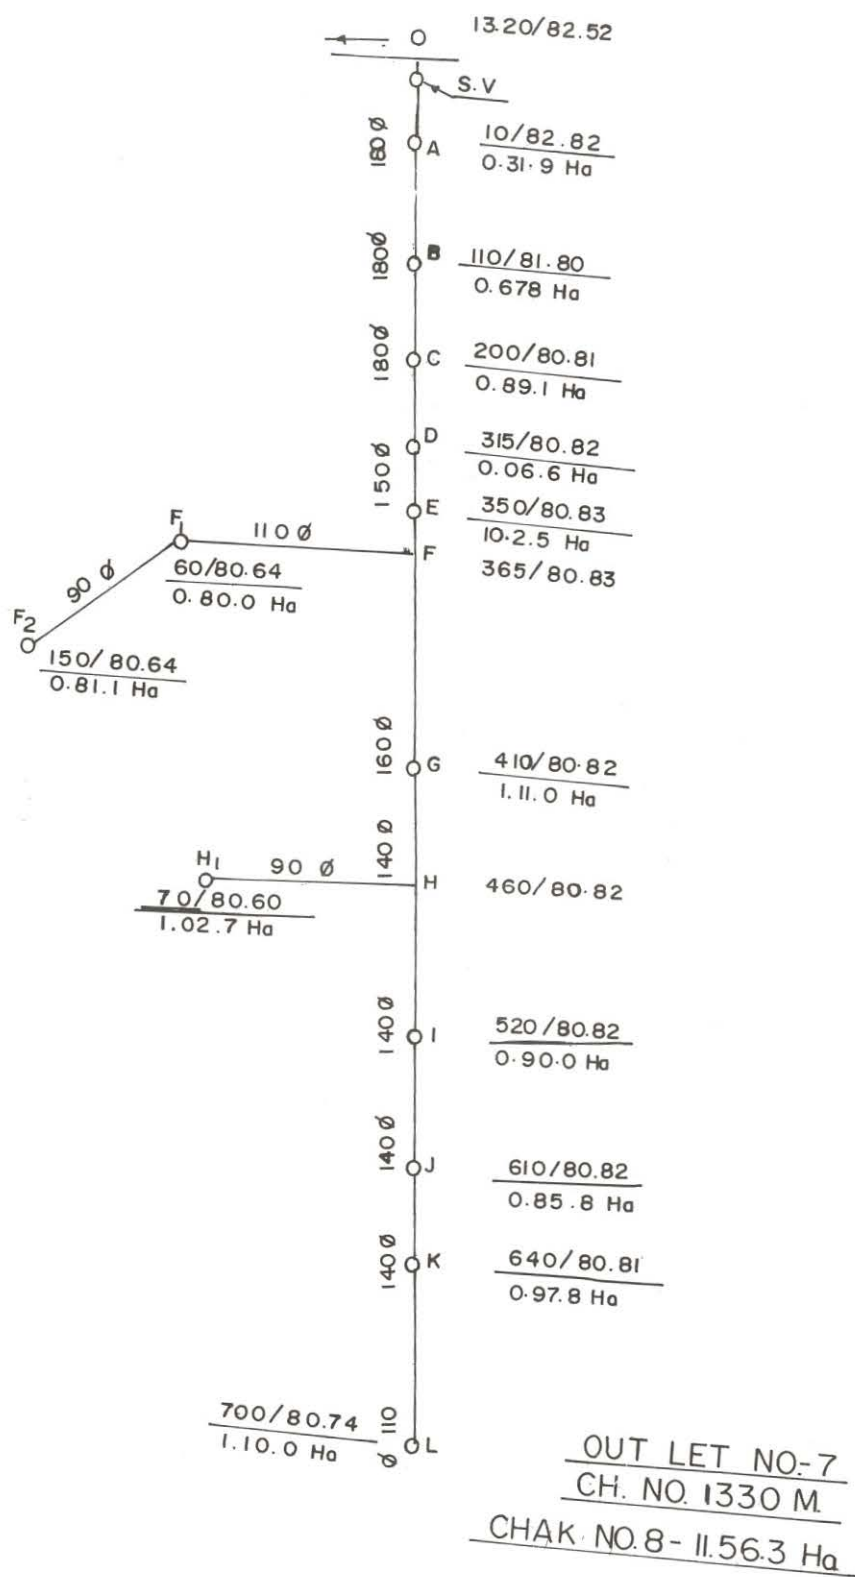 13.20/82.52
S.V
180 Ø
A
10/82.82
0.31.9 Ha
180Ø
B
110/81.80
0.678 Ha
180Ø
C
200/80.81
0.89.1 Ha
D
315/80.82
0.06.6 Ha
150Ø
E
350/80.83
10.2.5 Ha
F1
110 Ø
F
365/80.83
60/80.64
0.80.0 Ha
90 Ø
F2
150/80.64
0.81.1 Ha
160 Ø
G
410/80.82
1.11.0 Ha
140 Ø
H1
90 Ø
H
460/80.82
70/80.60
1.02.7 Ha
140Ø
I
520/80.82
0.90.0 Ha
140Ø
J
610/80.82
0.85.8 Ha
140Ø
K
640/80.81
0.97.8 Ha
700/80.74
1.10.0 Ha
110 Ø
L
OUT LET NO:-7
CH. NO. 1330 M.
CHAK NO.8- 11.56.3 Ha